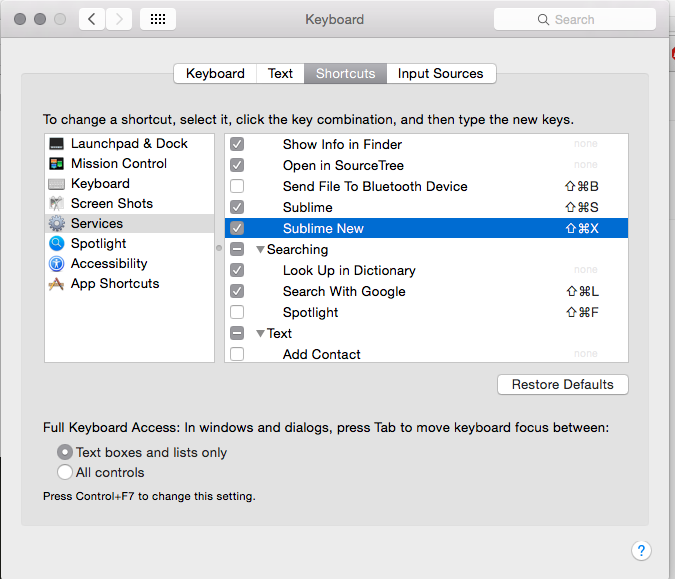 Keyboard
Search
Keyboard Text Shortcuts Input Sources
To change a shortcut, select it, click the key combination, and then type the new keys.
Launchpad & Dock
Mission Control
Keyboard
Screen Shots
Services
Spotlight
Accessibility
App Shortcuts
Show Info in Finder none
Open in SourceTree none
Send File To Bluetooth Device ⇧⌘B
Sublime ⇧⌘S
Sublime New ⇧⌘X
Searching
Look Up in Dictionary none
Search With Google ⇧⌘L
Spotlight ⇧⌘F
Text
Add Contact none
Restore Defaults
Full Keyboard Access: In windows and dialogs, press Tab to move keyboard focus between:
Text boxes and lists only
All controls
Press Control+F7 to change this setting.
?